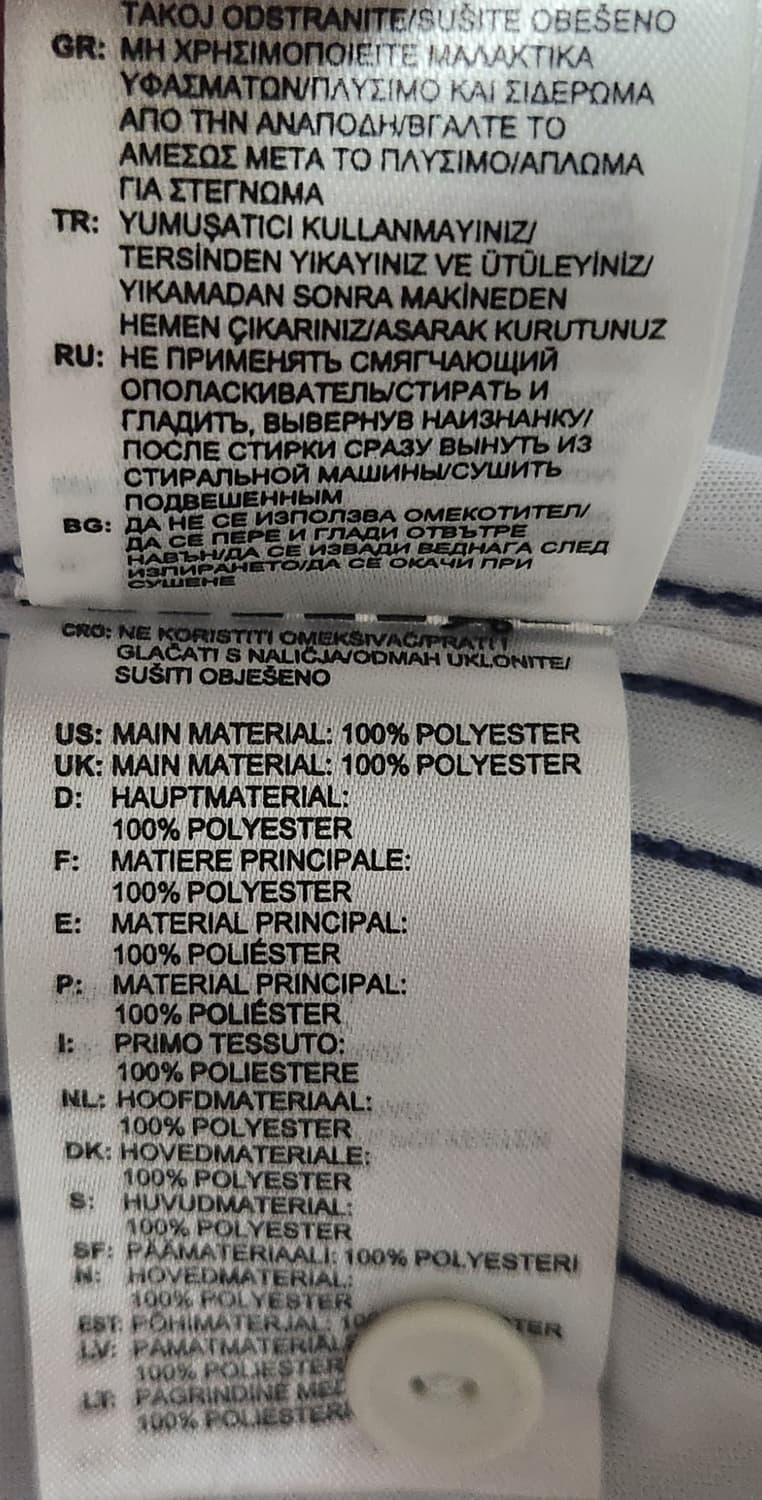 TAKOJ ODSTRANITE/SUŠITE OBEŠENO
GR: ΜΗ ΧΡΗΣΙΜΟΠΟΙΕΙΤΕ ΜΑΛΑΚΤΙΚΑ
ΥΦΑΣΜΑΤΩΝ/ΠΛΥΣΙΜΟ ΚΑΙ ΣΙΔΕΡΩΜΑ
ΑΠΟ ΤΗΝ ΑΝΑΠΟΔΗ/ΒΓΑΛΤΕ ΤΟ
ΑΜΕΣΩΣ ΜΕΤΑ ΤΟ ΠΛΥΣΙΜΟ/ΑΠΛΩΜΑ
ΓΙΑ ΣΤΕΓΝΩΜΑ
TR: YUMUŞATICI KULLANMAYINIZ/
TERSİNDEN YIKAYINIZ VE ÜTÜLEYİNİZ/
YIKAMADAN SONRA MAKİNEDEN
HEMEN ÇIKARINIZ/ASARAK KURUTUNUZ
RU: НЕ ПРИМЕНЯТЬ СМЯГЧАЮЩИЙ
ОПОЛАСКИВАТЕЛЬ/СТИРАТЬ И
ГЛАДИТЬ, ВЫВЕРНУВ НАИЗНАНКУ/
ПОСЛЕ СТИРКИ СРАЗУ ВЫНУТЬ ИЗ
СТИРАЛЬНОЙ МАШИНЫ/СУШИТЬ
ПОДВЕШЕННЫМ
BG: ДА НЕ СЕ ИЗПОЛЗВА ОМЕКОТИТЕЛ/
ДА СЕ ПЕРЕ И ГЛАДИ ОТВЪТРЕ
НАВЪН/ДА СЕ ИЗВАДИ ВЕДНАГА СЛЕД
ИЗПИРАНЕТО/ДА СЕ ОКАЧИ ПРИ
СУШЕНЕ
CRO: NE KORISTITI OMEKŠIVAČ/PRATI I
GLAČATI S NALIČJA/ODMAH UKLONITE/
SUŠITI OBJEŠENO
US: MAIN MATERIAL: 100% POLYESTER
UK: MAIN MATERIAL: 100% POLYESTER
D: HAUPTMATERIAL:
100% POLYESTER
F: MATIERE PRINCIPALE:
100% POLYESTER
E: MATERIAL PRINCIPAL:
100% POLIÉSTER
P: MATERIAL PRINCIPAL:
100% POLIÉSTER
I: PRIMO TESSUTO:
100% POLIESTERE
NL: HOOFDMATERIAAL:
100% POLYESTER
DK: HOVEDMATERIALE:
100% POLYESTER
S: HUVUDMATERIAL:
100% POLYESTER
SF: PÄÄMATERIAALI: 100% POLYESTERI
N: HOVEDMATERIAL:
100% POLYESTER
EST: PÕHIMATERJAL:
LV: PAMATMATERIĀL
100% POLIESTER
LT: PAGRINDINĖ
100% POLIESTER